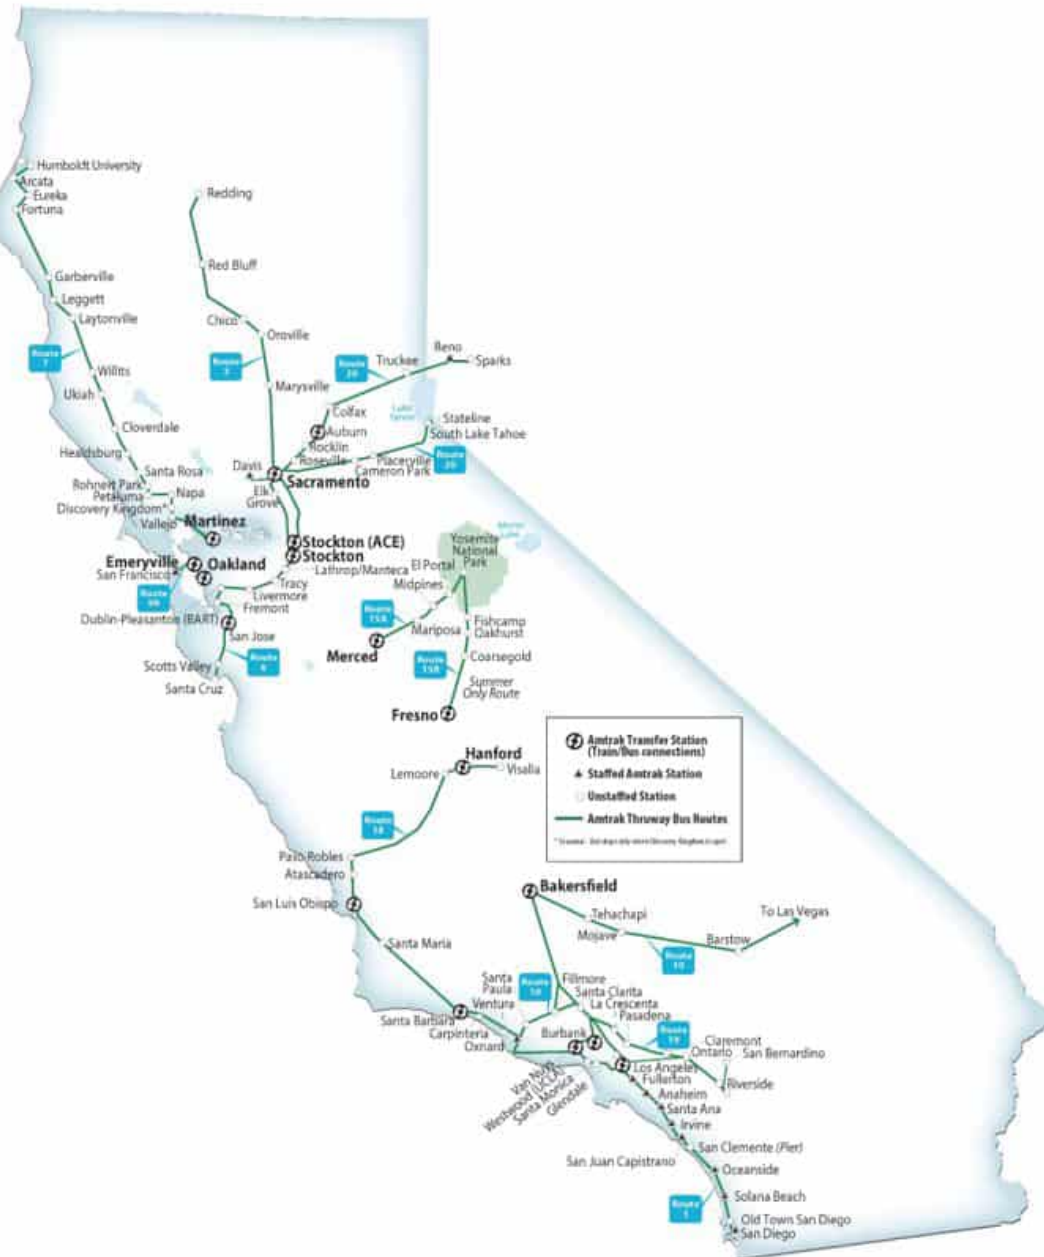 Humboldt University
Arcata
Eureka
Fortuna
Redding
Garberville
Red Bluff
Leggett
Laytonville
Chico
Oroville
Route
7
Route
3
Route
20
Truckee
Reno
Sparks
Willits
Marysville
Ukiah
Lake
Colfax
Stateline
Cloverdale
Auburn
South Lake Tahoe
Healdsburg
Rocklin
Route
20
Roseville
Placerville
Cameron Park
Santa Rosa
Davis
Sacramento
Rohnert Park
Petaluma
Napa
Elk
Grove
Discovery Kingdom*
Vallejo
Martinez
Stockton (ACE)
Stockton
Yosemite
National
Park
Lake
Emeryville
Oakland
San Francisco
Lathrop/Manteca
El Portal
Midpines
Tracy
Livermore
Fremont
Route
99
Route
15A
Dublin-Pleasanton (BART)
San Jose
Mariposa
Fishcamp
Oakhurst
Merced
Scotts Valley
Santa Cruz
Route
6
Route
Coarsegold
Summer
Only Route
Fresno
Hanford
Lemoore
Visalia
Amtrak Transfer Station
(Train/Bus connections)
Staffed Amtrak Station
Unstaffed Station
Amtrak Thruway Bus Routes
Route
18
Paso Robles
Atascadero
San Luis Obispo
Bakersfield
Tehachapi
Mojave
To Las Vegas
Barstow
Route
10
Santa Maria
Santa
Paula
Route
Fillmore
Santa Clarita
La Crescenta
Ventura
Pasadena
Santa Barbara
Carpinteria
Burbank
Route
19
Claremont
Oxnard
Ontario
San Bernardino
Los Angeles
Van Nuys
Westwood (UCLA)
Santa Monica
Glendale
Fullerton
Riverside
Anaheim
Santa Ana
Irvine
San Clemente (Pier)
San Juan Capistrano
Oceanside
Route
1
Solana Beach
Old Town San Diego
San Diego